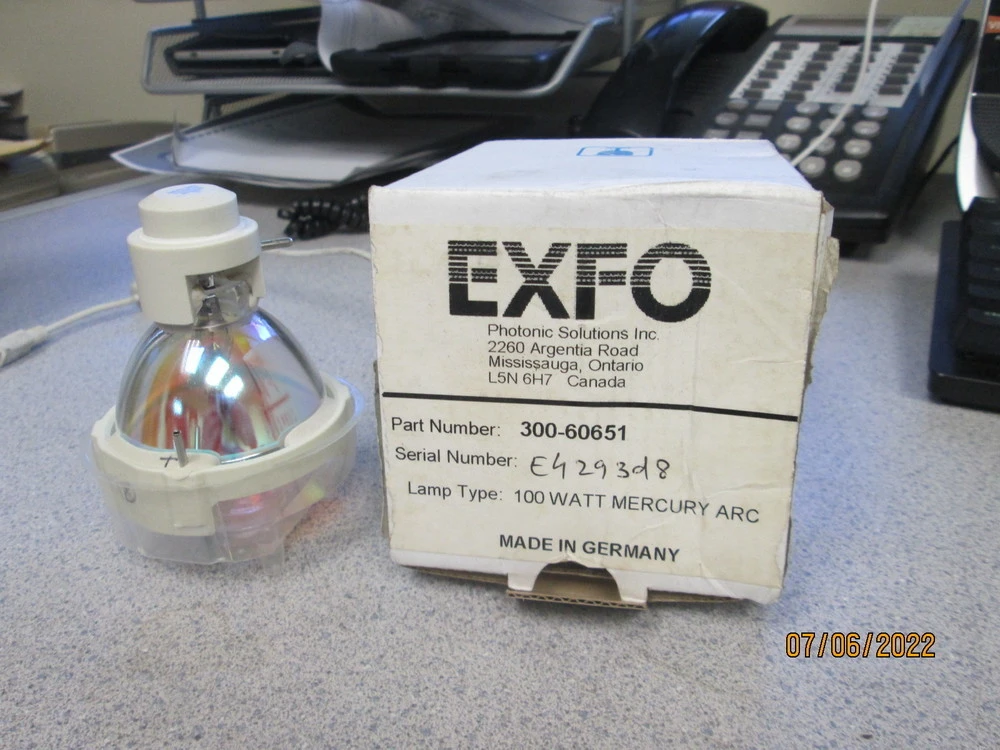 EXFO
Photonic Solutions Inc.
2260 Argentia Road
Mississauga, Ontario
L5N 6H7 Canada
Part Number: 300-60651
Serial Number: E4293d8
Lamp Type: 100 WATT MERCURY ARC
MADE IN GERMANY
07/06/2022